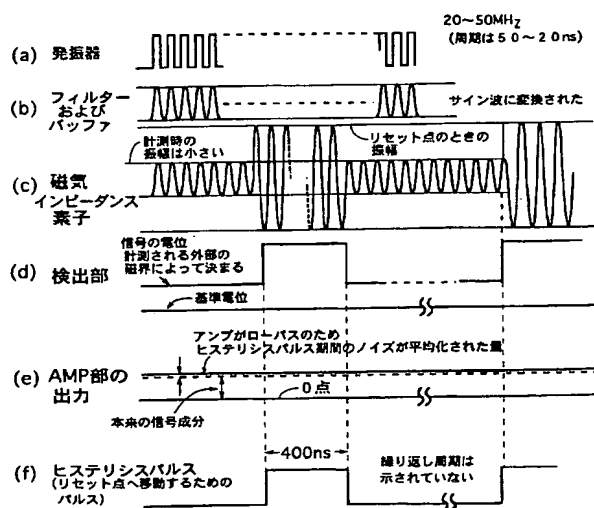 20～50MHz
(周期は50～20ns)
(a) 発振器
(b) フィルター
および
バッファ
サイン波に変換された
計測時の
振幅は小さい
リセット点のときの
振幅
(c) 磁気
インピーダンス
素子
信号の電位
計測される外部の
磁界によって決まる
(d) 検出部
基準電位
アンプがローパスのため
ヒステリシスパルス期間のノイズが平均化された量
(e) AMP部の
出力
0点
本来の信号成分
400ns
(f) ヒステリシスパルス
(リセット点へ移動するための
パルス)
繰り返し周期は
示されていない